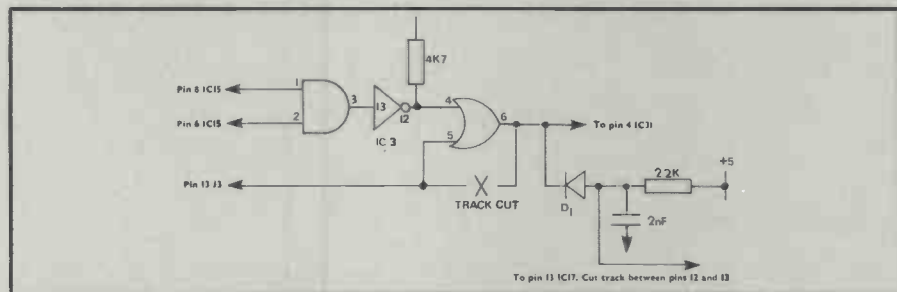 4K7
Pin 8 IC15
1
3
13
12
4
6
To pin 4 IC31
Pin 6 IC15
2
IC 3
5
+5
22K
Pin 13 J3
TRACK CUT
D1
2nF
To pin 13 IC17. Cut track between pins 12 and 13